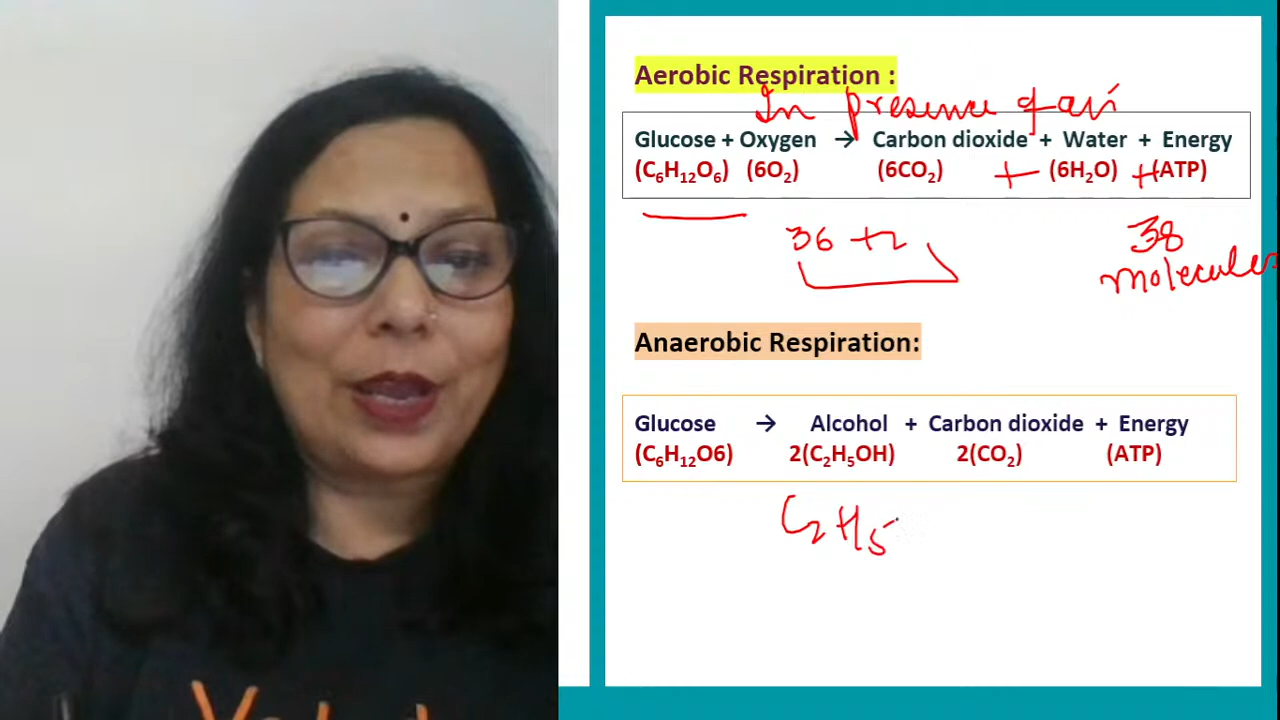 Aerobic Respiration :
In presence of air
Glucose + Oxygen → Carbon dioxide + Water + Energy
(C₆H₁₂O₆) (6O₂) (6CO₂) + (6H₂O) + (ATP)
36 +2
38
molecules
Anaerobic Respiration:
Glucose → Alcohol + Carbon dioxide + Energy
(C₆H₁₂O6) 2(C₂H₅OH) 2(CO₂) (ATP)
C₂H₅